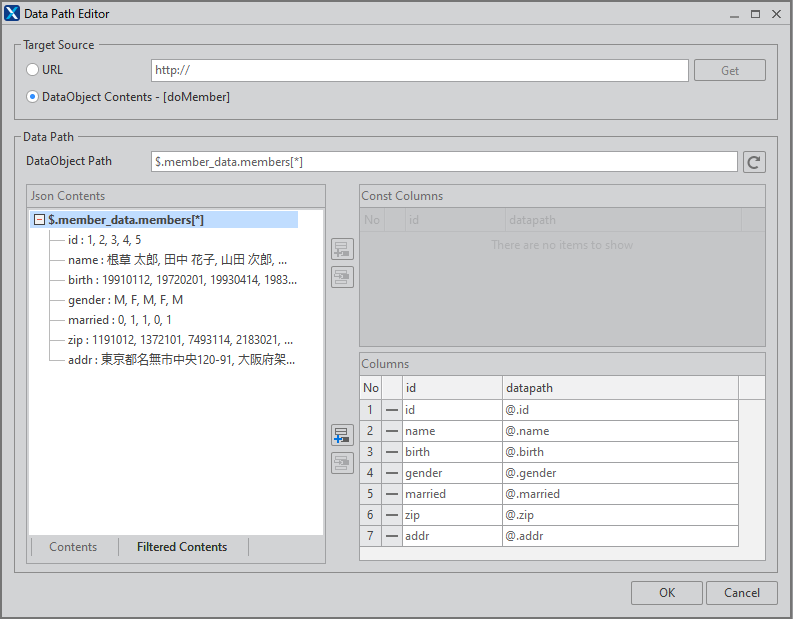 Data Path Editor
Target Source
URL
http://
Get
DataObject Contents - [doMember]
Data Path
DataObject Path
$.member_data.members[*]
Json Contents
$.member_data.members[*]
id : 1, 2, 3, 4, 5
name : 根草 太郎, 田中 花子, 山田 次郎, ...
birth : 19910112, 19720201, 19930414, 1983...
gender : M, F, M, F, M
married : 0, 1, 1, 0, 1
zip : 1191012, 1372101, 7493114, 2183021, ...
addr : 東京都名無市中央120-91, 大阪府架...
Contents
Filtered Contents
Const Columns
No id datapath
There are no items to show
Columns
No id datapath
1 id @.id
2 name @.name
3 birth @.birth
4 gender @.gender
5 married @.married
6 zip @.zip
7 addr @.addr
OK
Cancel